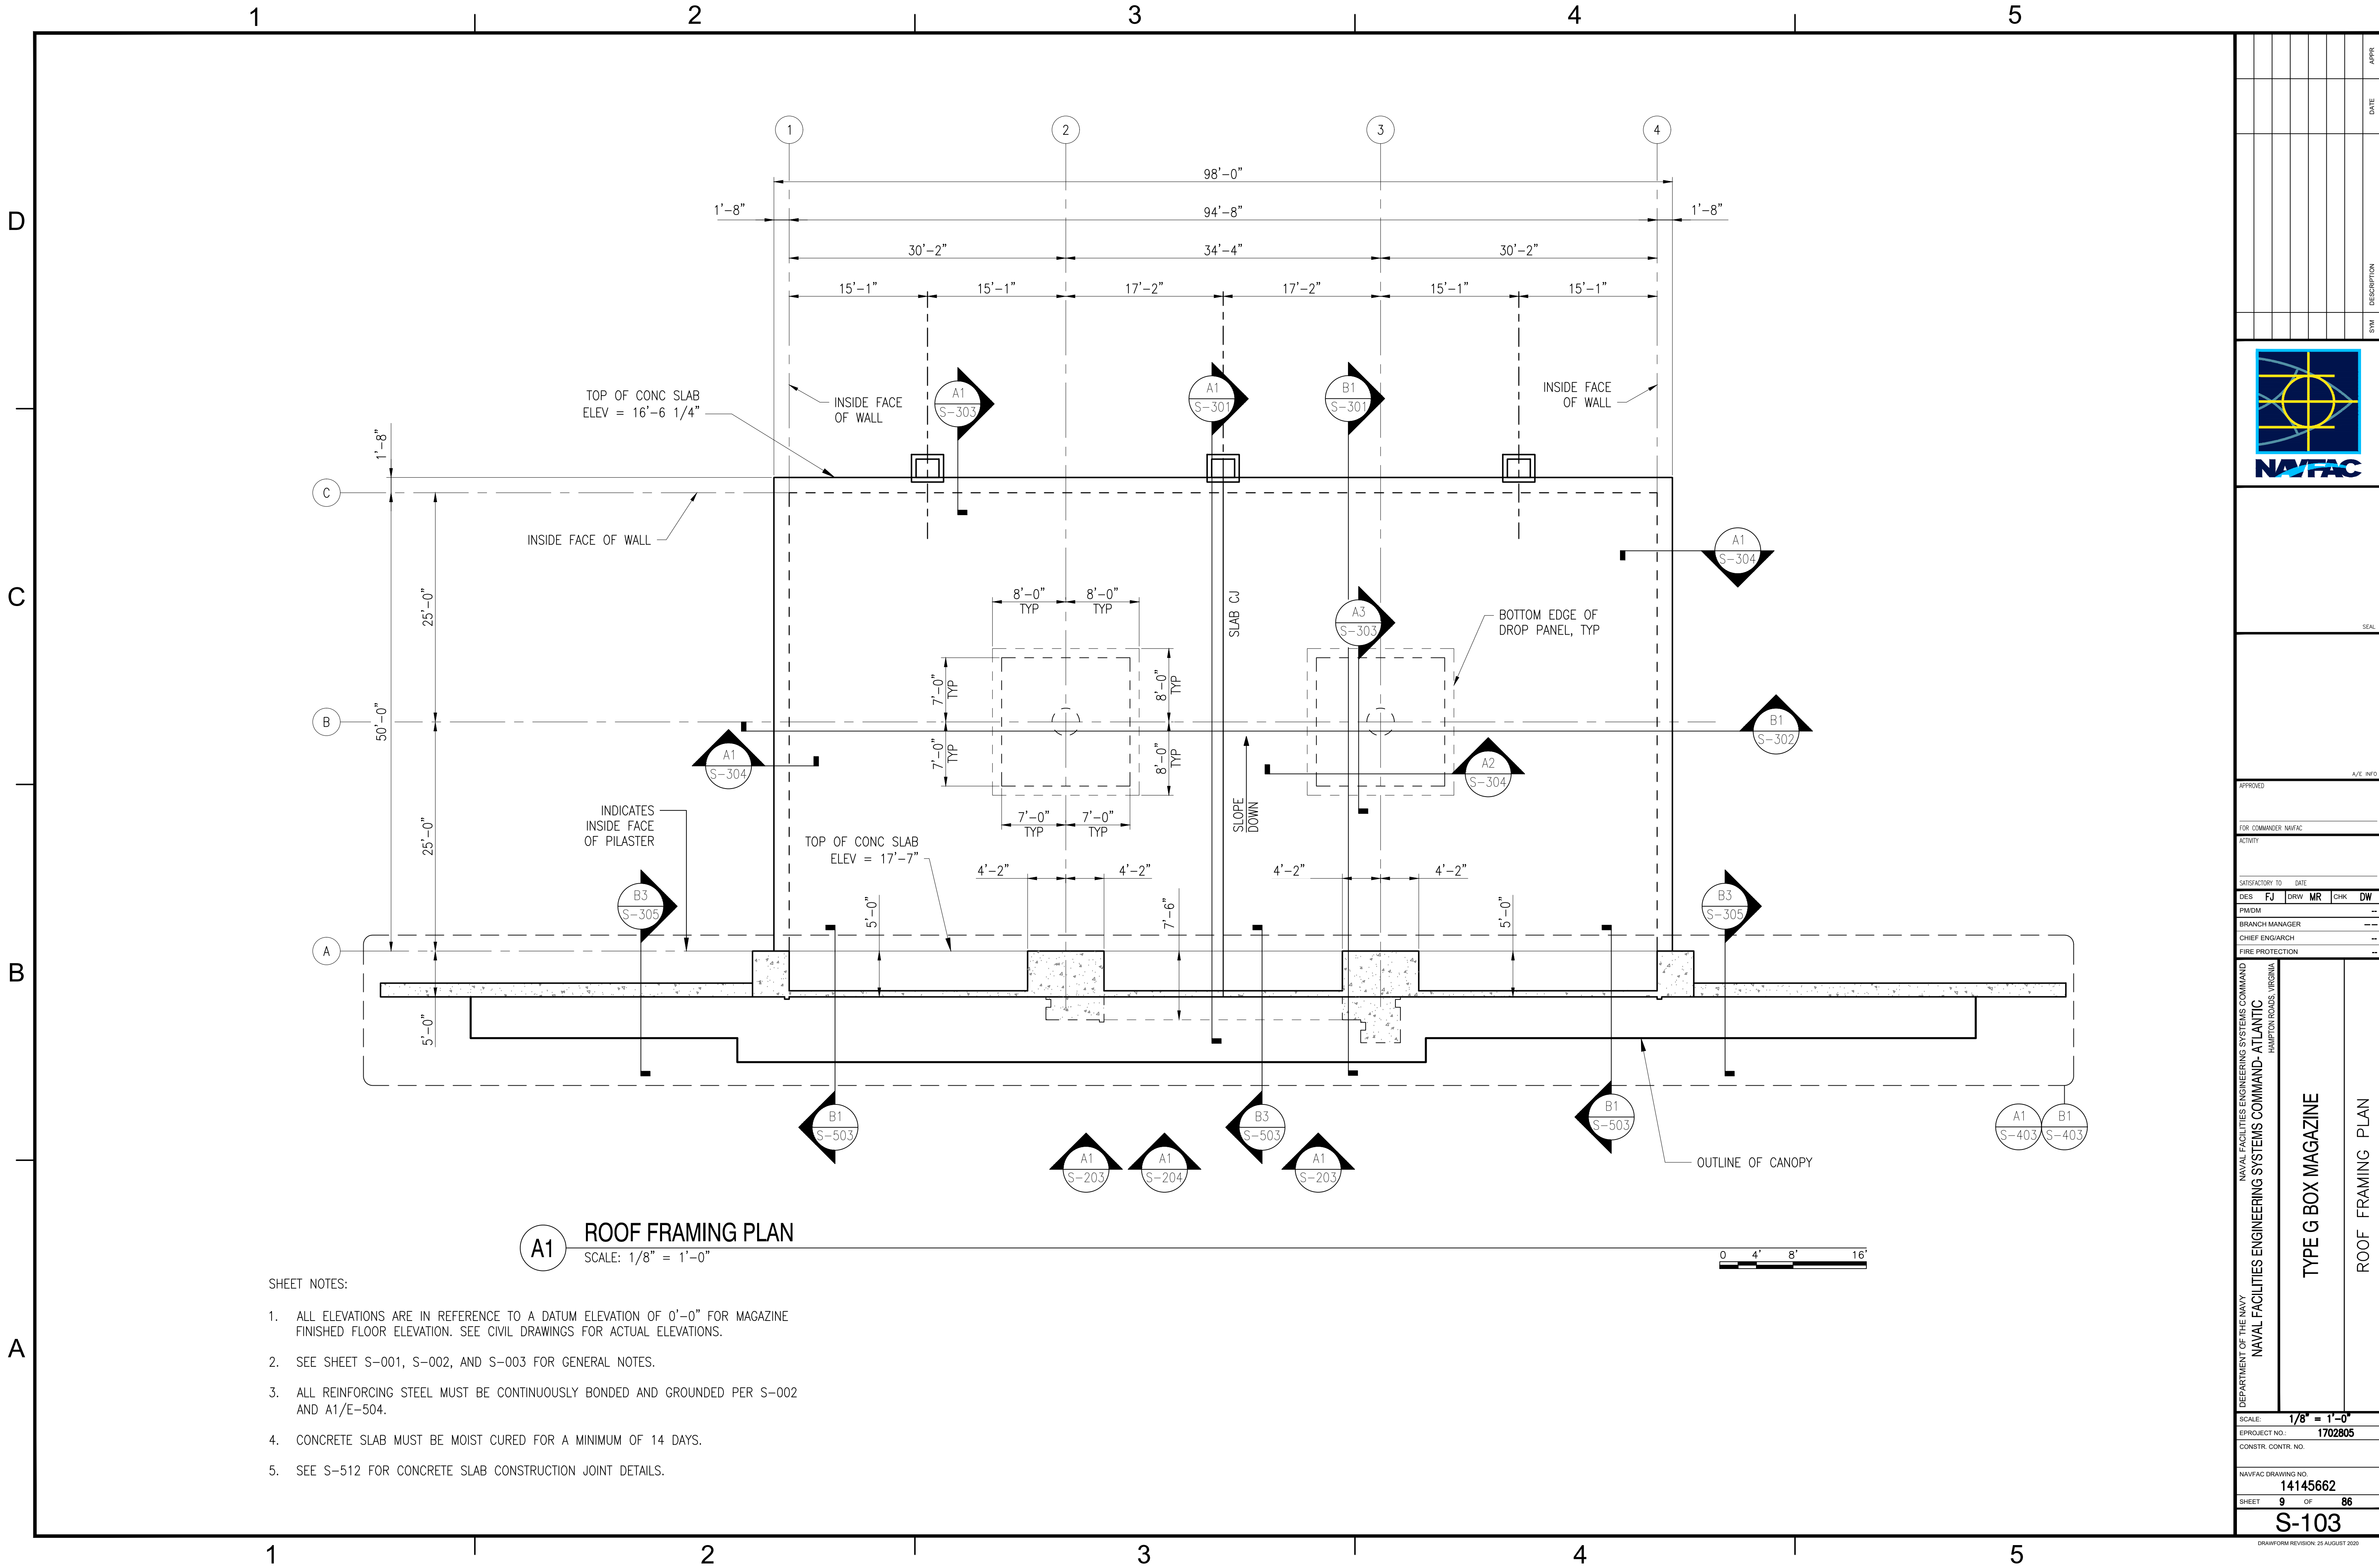 1 2 3 4 5
D
C
B
A
1 2 3 4
98'-0"
1'-8" 94'-8" 1'-8"
30'-2" 34'-4" 30'-2"
15'-1" 15'-1" 17'-2" 17'-2" 15'-1" 15'-1"
TOP OF CONC SLAB
ELEV = 16'-6 1/4"
INSIDE FACE
OF WALL
A1
S-303
A1
S-301
B1
S-301
INSIDE FACE
OF WALL
1'-8"
C
INSIDE FACE OF WALL
A1
S-304
25'-0"
50'-0"
8'-0"
TYP
8'-0"
TYP
SLAB CJ
A3
S-303
BOTTOM EDGE OF
DROP PANEL, TYP
7'-0"
TYP
8'-0"
TYP
B
B1
S-302
7'-0"
TYP
8'-0"
TYP
A1
S-304
A2
S-304
INDICATES
INSIDE FACE
OF PILASTER
7'-0"
TYP
7'-0"
TYP
SLOPE
DOWN
TOP OF CONC SLAB
ELEV = 17'-7"
25'-0"
4'-2" 4'-2" 4'-2" 4'-2"
B3
S-305
5'-0"
7'-6"
5'-0"
B3
S-305
A
5'-0"
B1
S-503
B3
S-503
B1
S-503
A1
S-403
B1
S-403
A1
S-203
A1
S-204
A1
S-203
OUTLINE OF CANOPY
A1
ROOF FRAMING PLAN
SCALE: 1/8" = 1'-0"
0 4' 8' 16'
SHEET NOTES:
1. ALL ELEVATIONS ARE IN REFERENCE TO A DATUM ELEVATION OF 0'-0" FOR MAGAZINE
FINISHED FLOOR ELEVATION. SEE CIVIL DRAWINGS FOR ACTUAL ELEVATIONS.
2. SEE SHEET S-001, S-002, AND S-003 FOR GENERAL NOTES.
3. ALL REINFORCING STEEL MUST BE CONTINUOUSLY BONDED AND GROUNDED PER S-002
AND A1/E-504.
4. CONCRETE SLAB MUST BE MOIST CURED FOR A MINIMUM OF 14 DAYS.
5. SEE S-512 FOR CONCRETE SLAB CONSTRUCTION JOINT DETAILS.
1 2 3 4 5
SYM DESCRIPTION DATE APPR
NAVFAC
SEAL
A/E INFO
APPROVED
FOR COMMANDER NAVFAC
ACTIVITY
SATISFACTORY TO DATE
DES FJ DRW MR CHK DW
PM/DM --
BRANCH MANAGER ---
CHIEF ENG/ARCH --
FIRE PROTECTION --
DEPARTMENT OF THE NAVY NAVAL FACILITIES ENGINEERING SYSTEMS COMMAND
NAVAL FACILITIES ENGINEERING SYSTEMS COMMAND- ATLANTIC
HAMPTON ROADS, VIRGINIA
TYPE G BOX MAGAZINE
ROOF FRAMING PLAN
SCALE: 1/8" = 1'-0"
EPROJECT NO.: 1702805
CONSTR. CONTR. NO.
NAVFAC DRAWING NO.
14145662
SHEET 9 OF 86
S-103
DRAWFORM REVISION: 25 AUGUST 2020